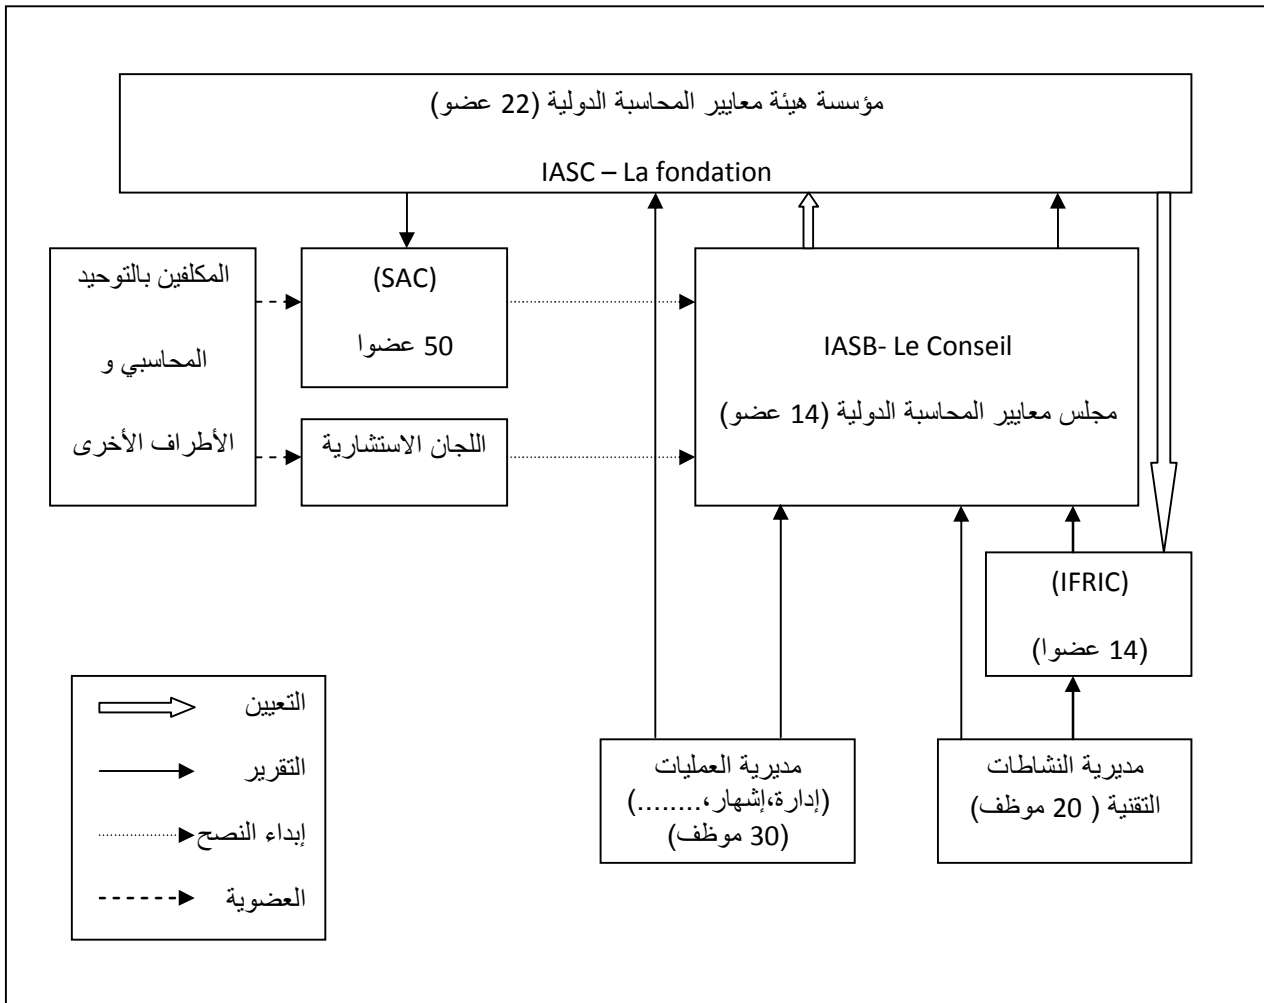 مؤسسة هيئة معايير المحاسبة الدولية (22 عضو)
IASC – La fondation
المكلفين بالتوحيد
المحاسبي و
الأطراف الأخرى
(SAC)
50 عضوا
اللجان الاستشارية
IASB- Le Conseil
مجلس معايير المحاسبة الدولية (14 عضو)
(IFRIC)
(14 عضوا)
التعيين
التقرير
إبداء النصح
العضوية
مديرية العمليات
(إدارة،إشهار،........)
(30 موظف)
مديرية النشاطات
التقنية ( 20 موظف)